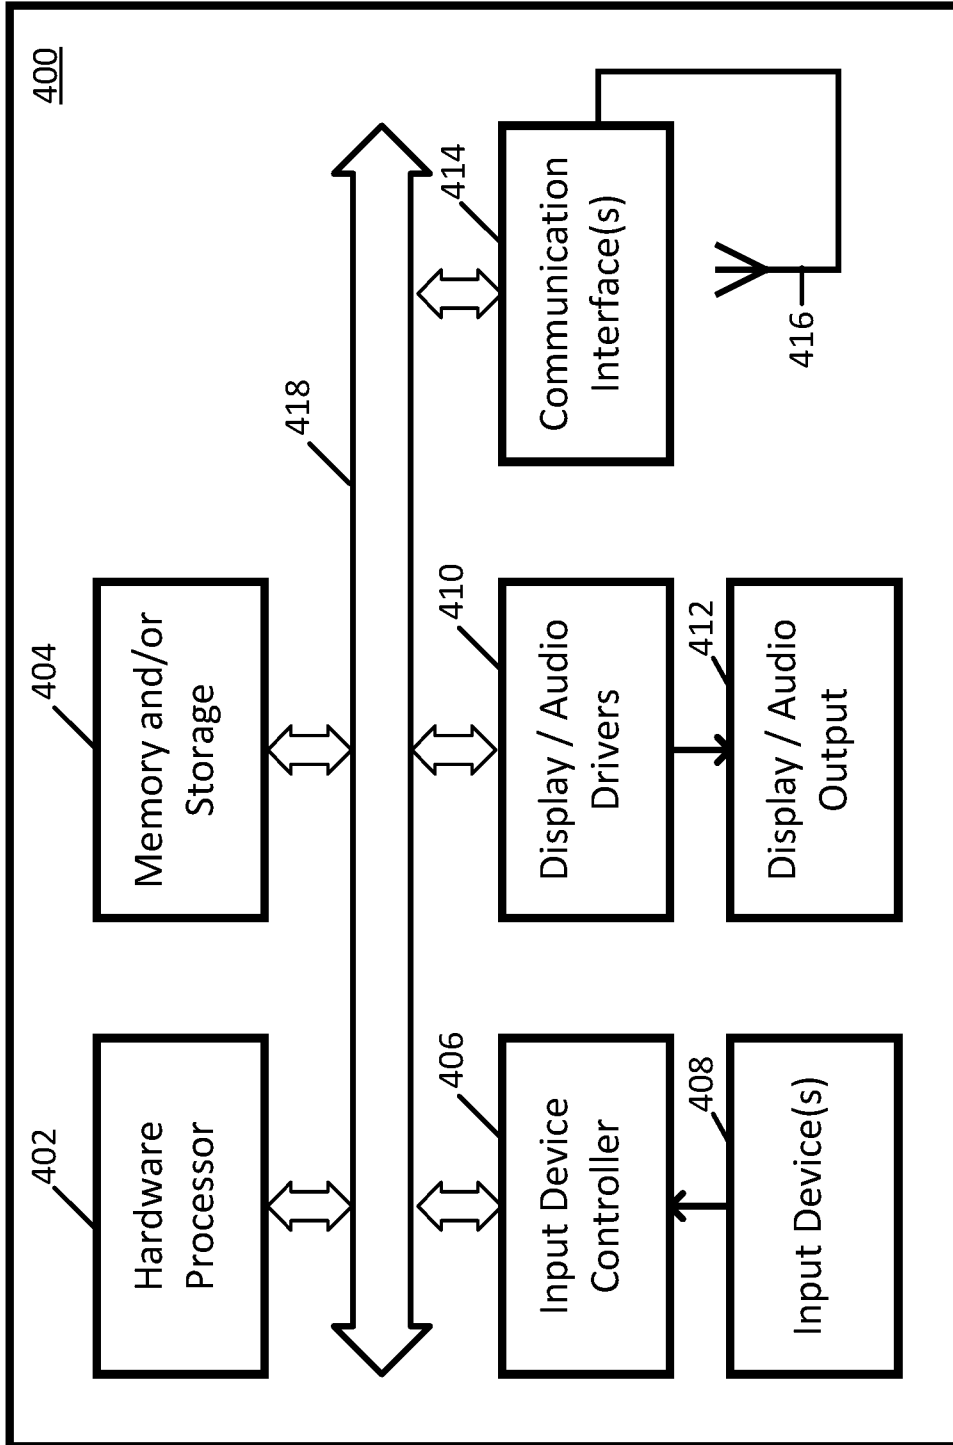 400
402
Hardware
Processor
404
Memory and/or
Storage
418
406
Input Device
Controller
410
Display / Audio
Drivers
414
Communication
Interface(s)
408
Input Device(s)
412
Display / Audio
Output
416